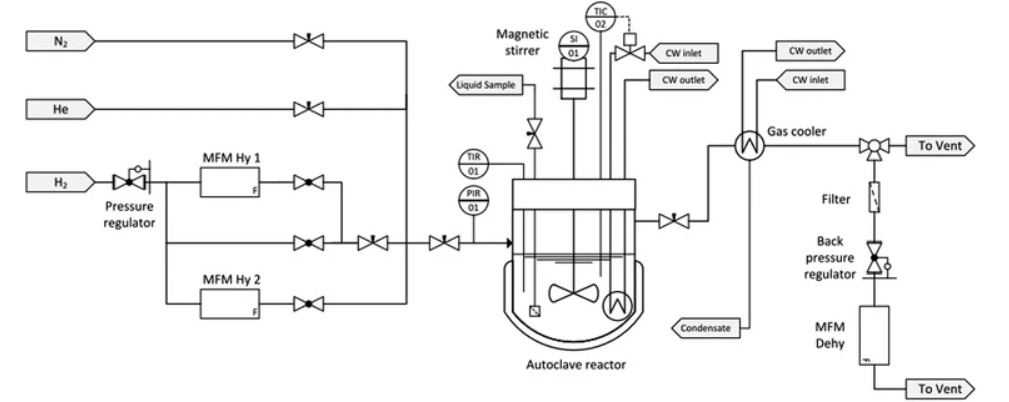 N₂
He
H₂
Pressure
regulator
MFM Hy 1
F
MFM Hy 2
F
Magnetic
stirrer
SI
01
TIC
02
CW inlet
CW outlet
Liquid Sample
TIR
01
PIR
01
Autoclave reactor
CW outlet
CW inlet
Gas cooler
To Vent
Filter
Back
pressure
regulator
Condensate
MFM
Dehy
F
To Vent